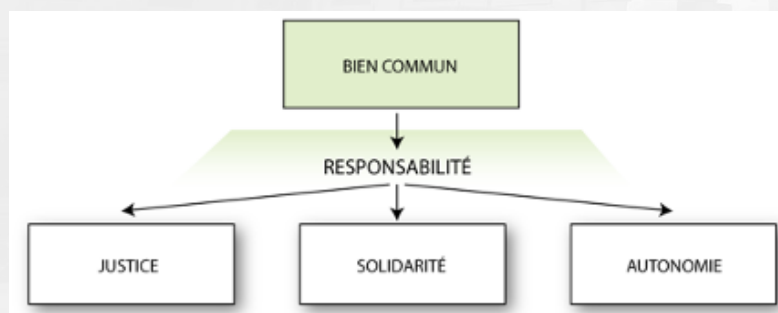 BIEN COMMUN
RESPONSABILITÉ
JUSTICE
SOLIDARITÉ
AUTONOMIE